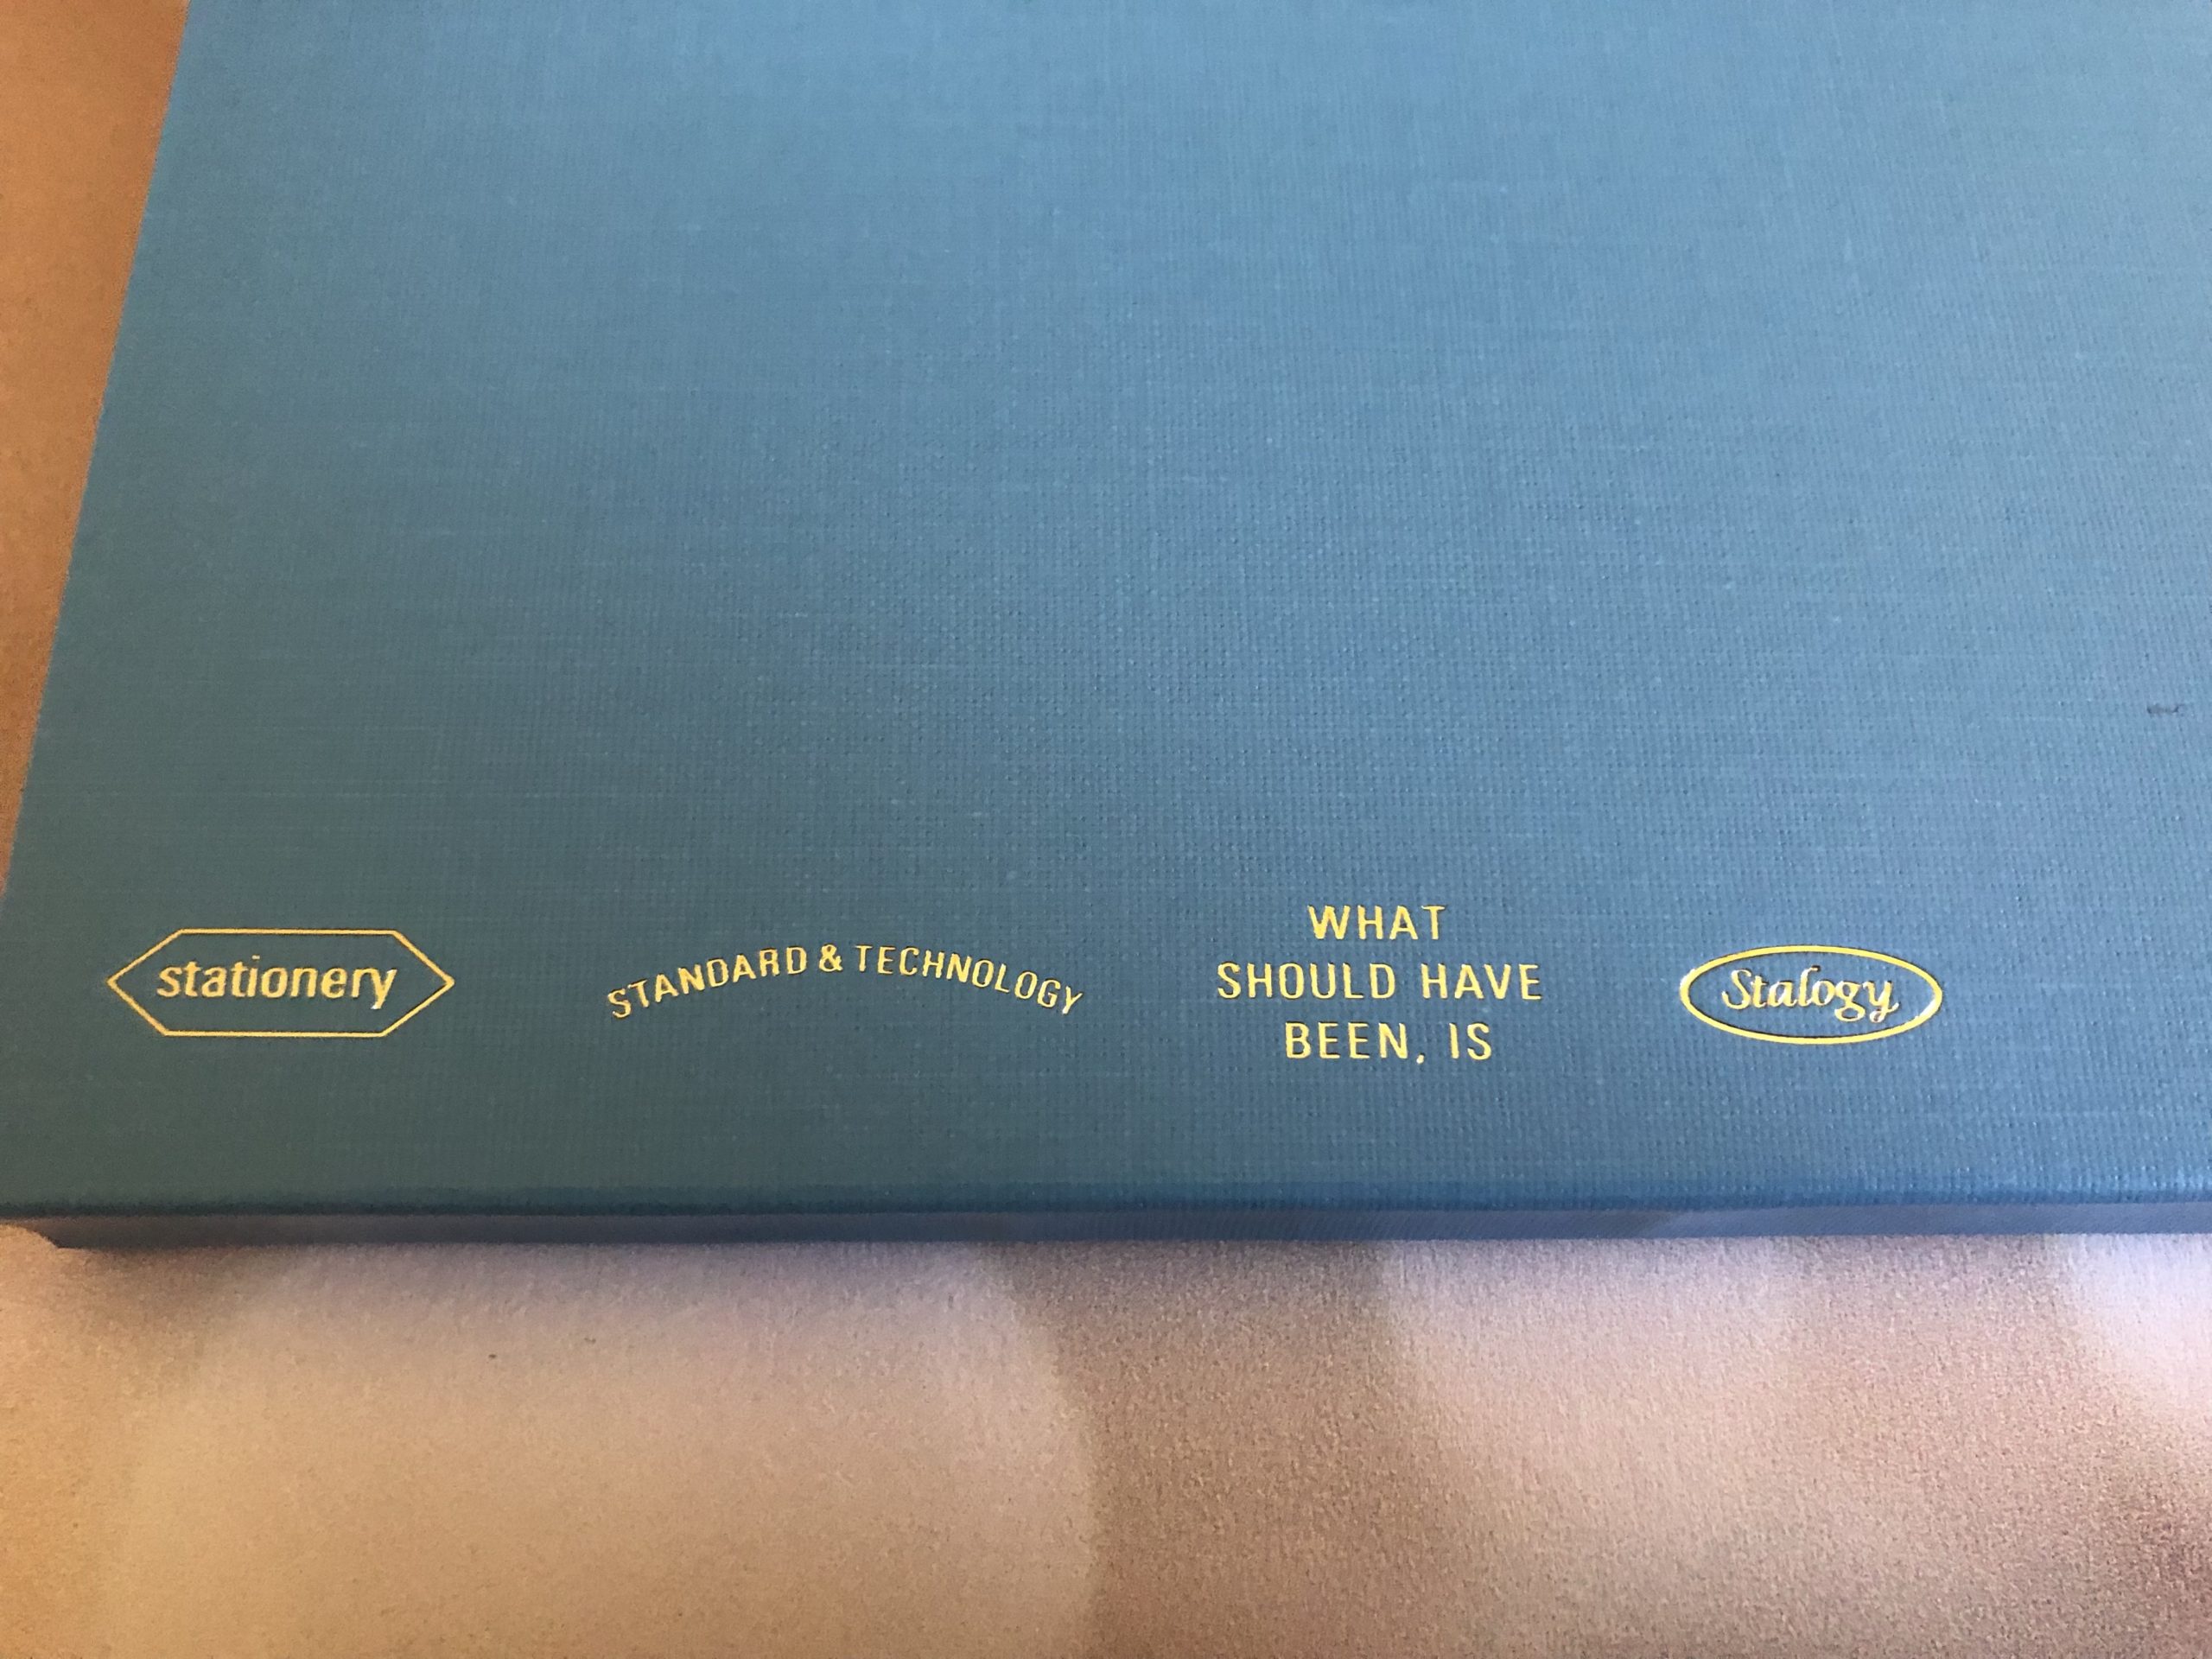 stationery
STANDARD & TECHNOLOGY
WHAT
SHOULD HAVE
BEEN, IS
Stalogy